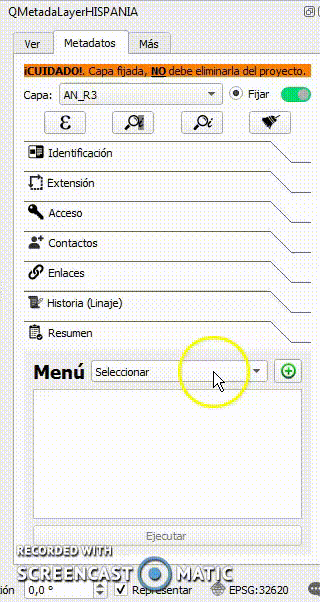 QMetadaLayerHISPANIA
Ver Metadatos Más
¡CUIDADO!. Capa fijada, NO debe eliminarla del proyecto.
Capa: AN_R3 Fijar
ε
Identificación
Extensión
Acceso
Contactos
Enlaces
Historia (Linaje)
Resumen
Menú Seleccionar
Ejecutar
RECORDED WITH
SCREENCAST MATIC
ión 0,0 ° Representar EPSG:32620